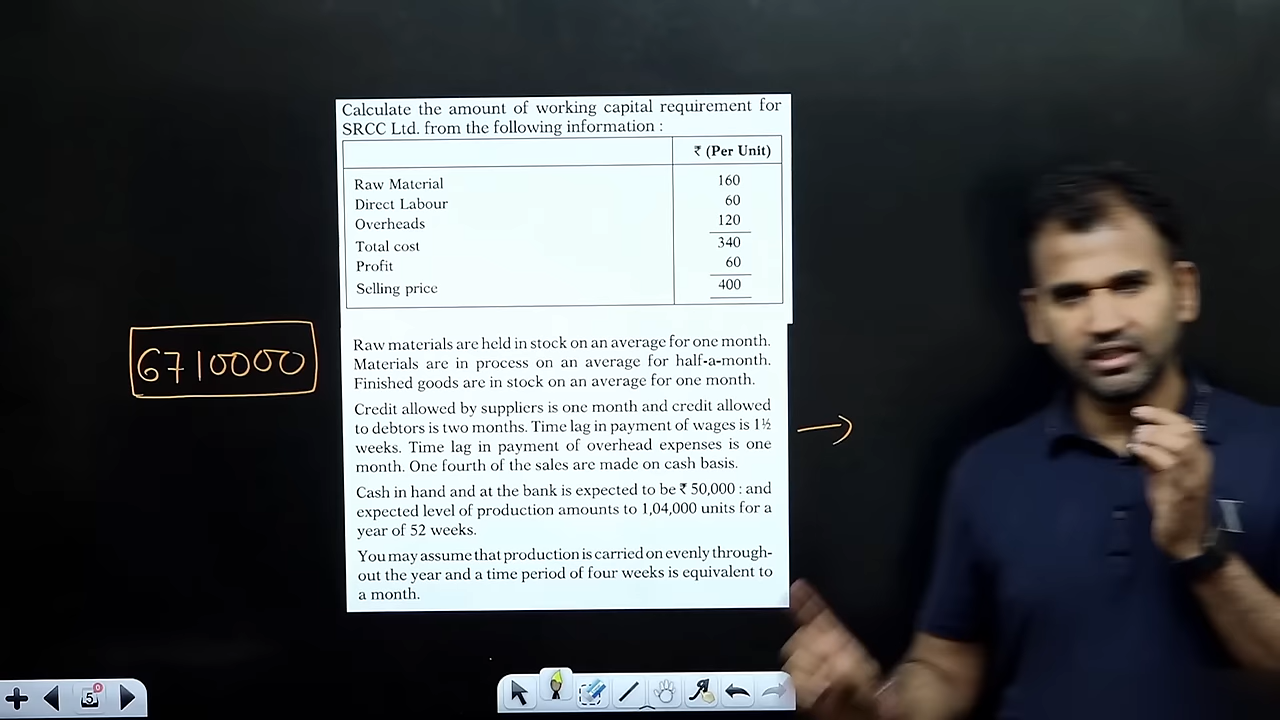 Calculate the amount of working capital requirement for
SRCC Ltd. from the following information :
₹ (Per Unit)
Raw Material 160
Direct Labour 60
Overheads 120
Total cost 340
Profit 60
Selling price 400
6710000
Raw materials are held in stock on an average for one month.
Materials are in process on an average for half-a-month.
Finished goods are in stock on an average for one month.
Credit allowed by suppliers is one month and credit allowed
to debtors is two months. Time lag in payment of wages is 1½
weeks. Time lag in payment of overhead expenses is one
month. One fourth of the sales are made on cash basis.
Cash in hand and at the bank is expected to be ₹ 50,000 : and
expected level of production amounts to 1,04,000 units for a
year of 52 weeks.
You may assume that production is carried on evenly through-
out the year and a time period of four weeks is equivalent to
a month.
5